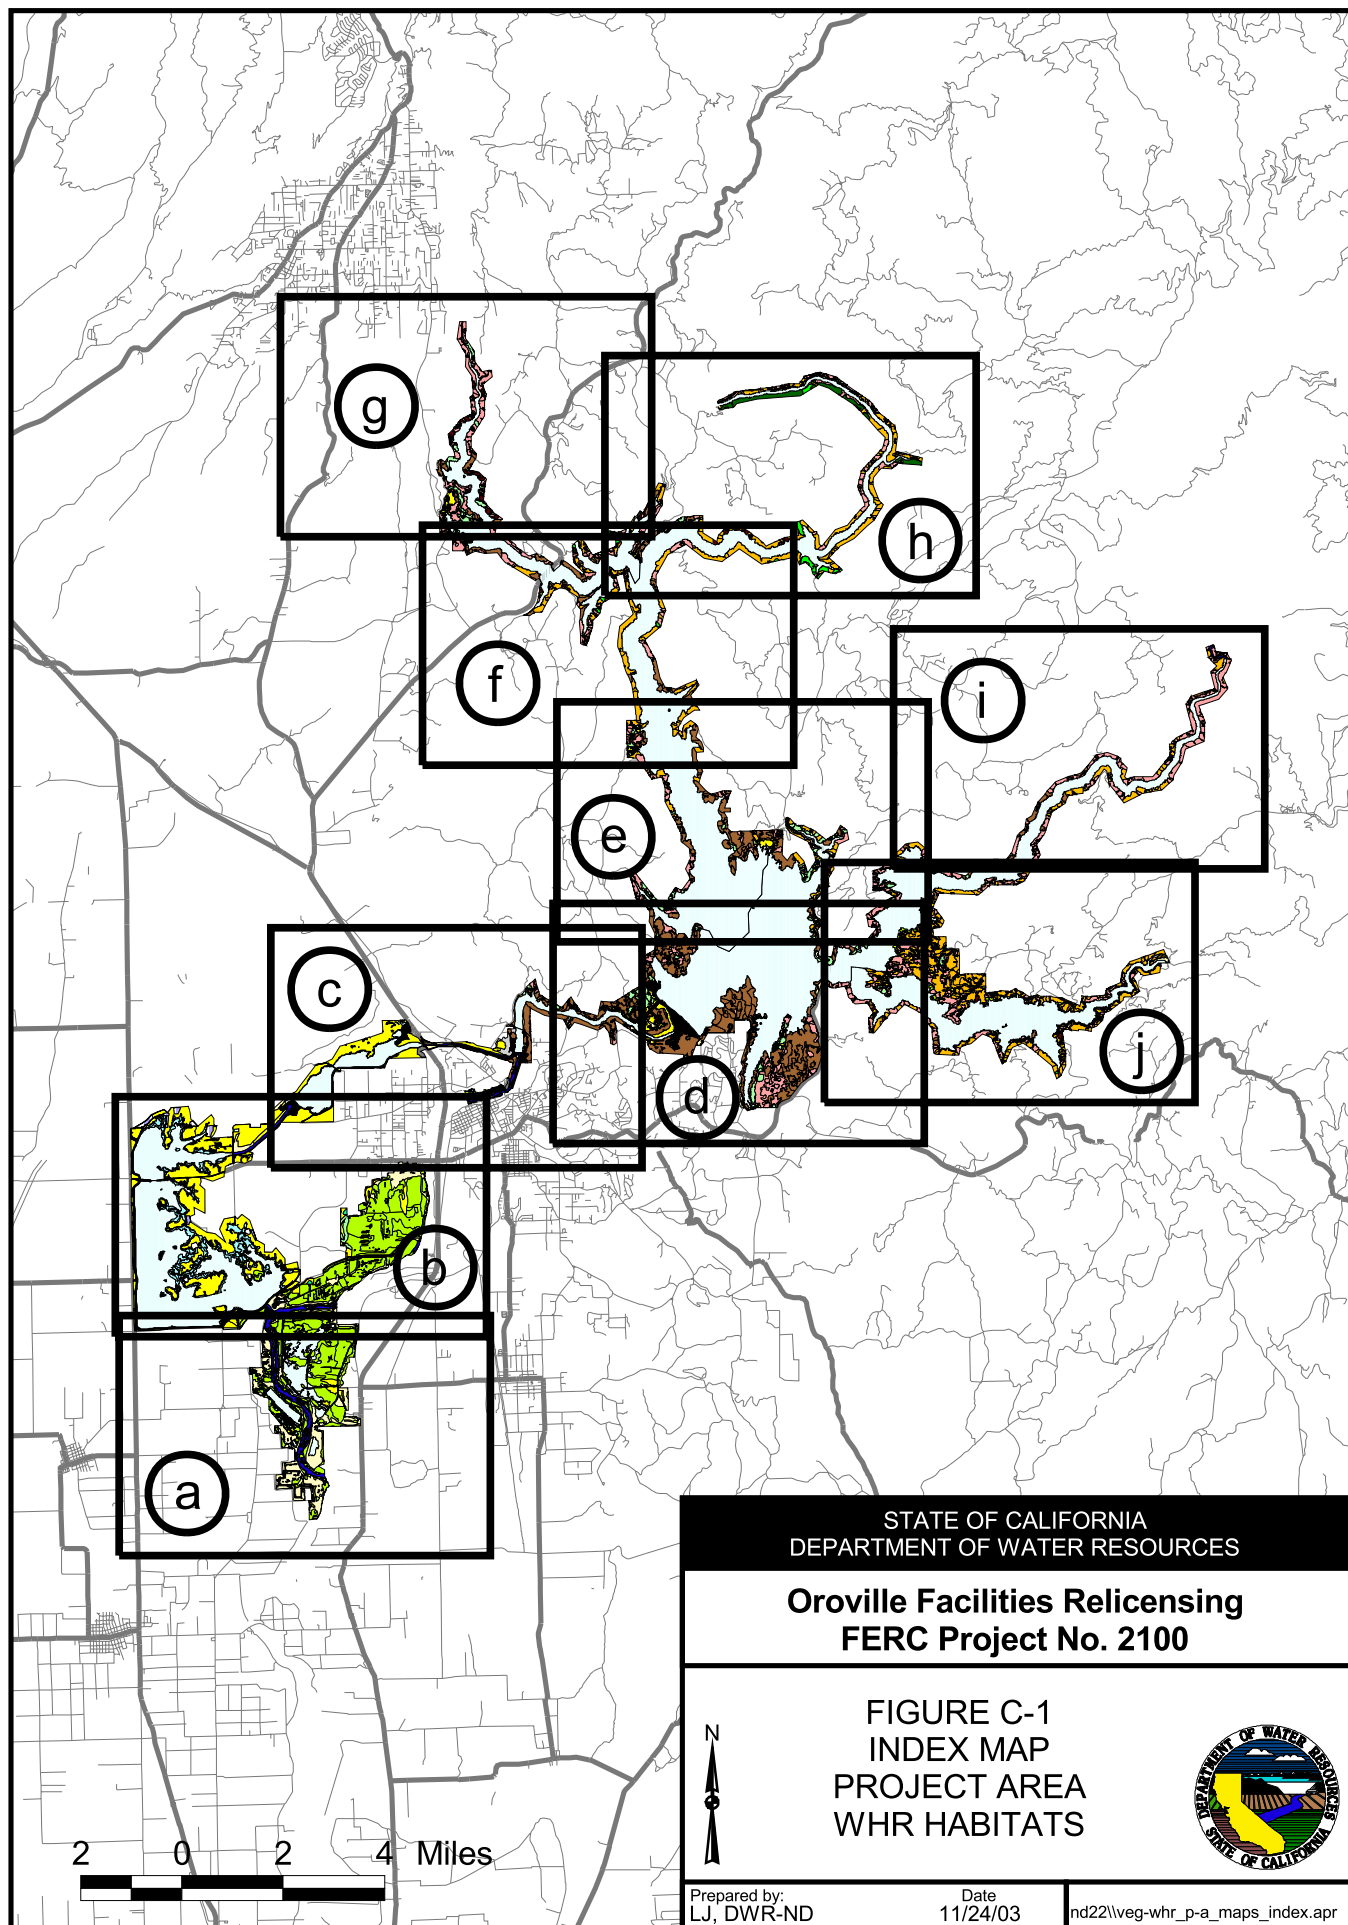 g
h
f
i
e
c
j
d
b
a
STATE OF CALIFORNIA
DEPARTMENT OF WATER RESOURCES
Oroville Facilities Relicensing
FERC Project No. 2100
N
FIGURE C-1
INDEX MAP
PROJECT AREA
WHR HABITATS
DEPARTMENT OF WATER RESOURCES
STATE OF CALIFORNIA
2 0 2 4 Miles
Prepared by:
LJ, DWR-ND
Date
11/24/03
nd22\\veg-whr_p-a_maps_index.apr